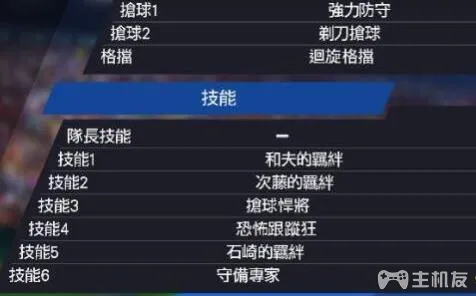 搶球1 強力防守
搶球2 剃刀搶球
格擋 迴旋格擋
技能
隊長技能 —
技能1 和夫的羈絆
技能2 次藤的羈絆
技能3 搶球悍將
技能4 恐怖跟蹤狂
技能5 石崎的羈絆
技能6 守備專家
主机友